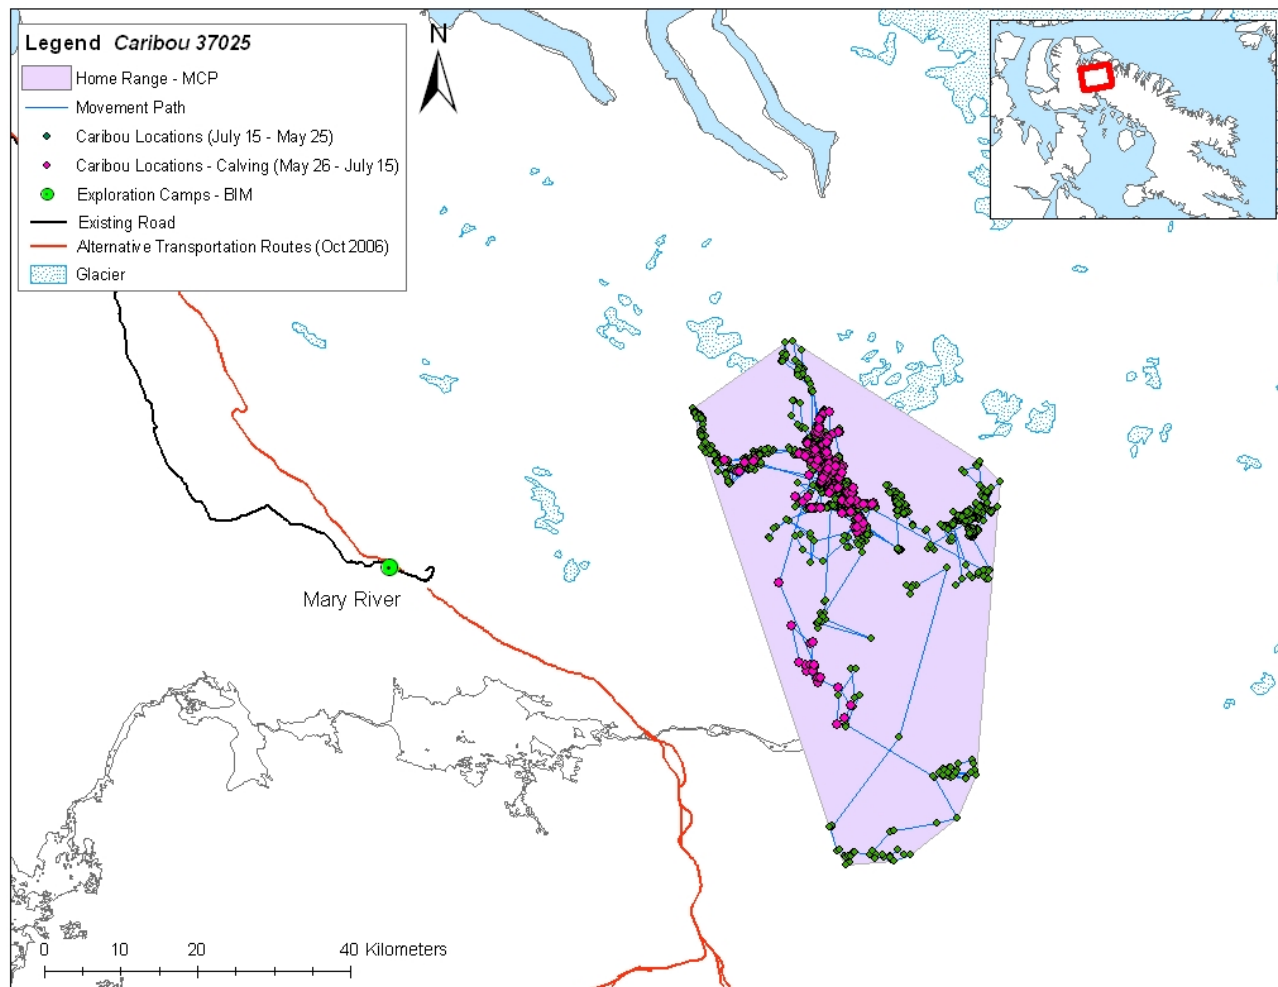 Legend Caribou 37025
Home Range - MCP
Movement Path
Caribou Locations (July 15 - May 25)
Caribou Locations - Calving (May 26 - July 15)
Exploration Camps - BIM
Existing Road
Alternative Transportation Routes (Oct 2006)
Glacier
N
Mary River
0 10 20 40 Kilometers